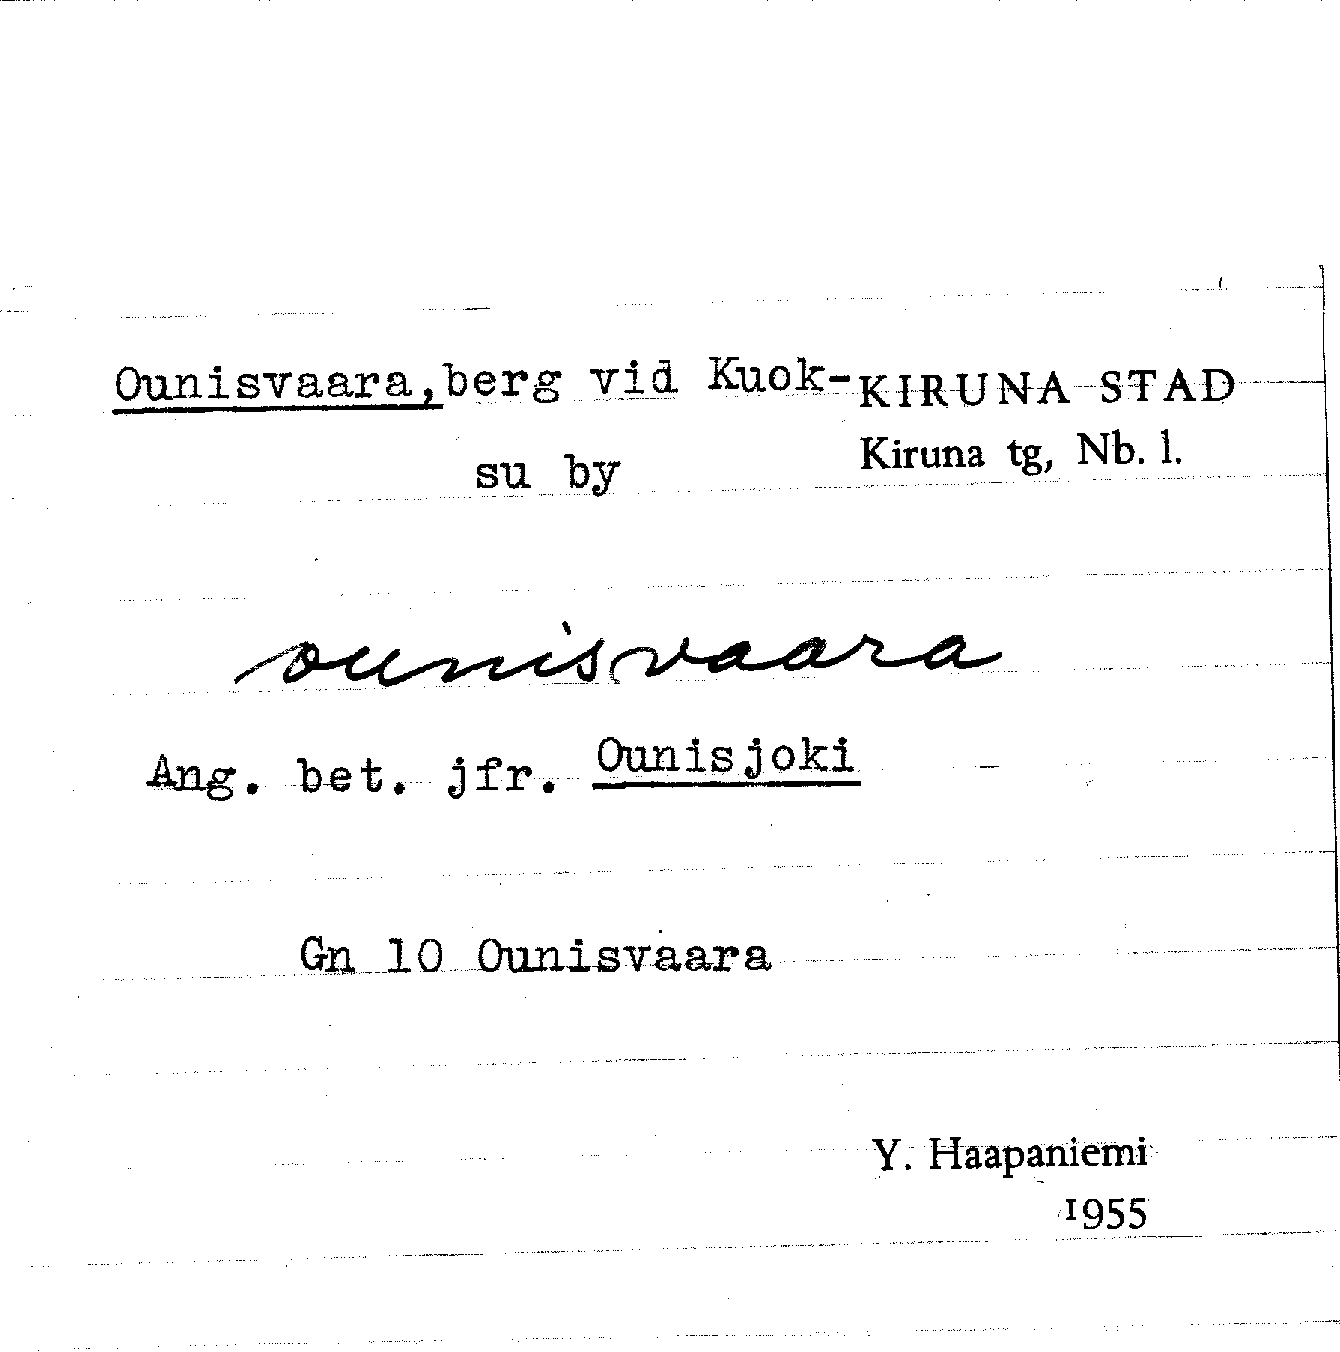 Ounisvaara, berg vid Kuok-
su by
KIRUNA STAD
Kiruna tg, Nb. l.
ounisvaara
Ang. bet. jfr. Ounisjoki
Gn 10 Ounisvaara
Y. Haapaniemi
1955